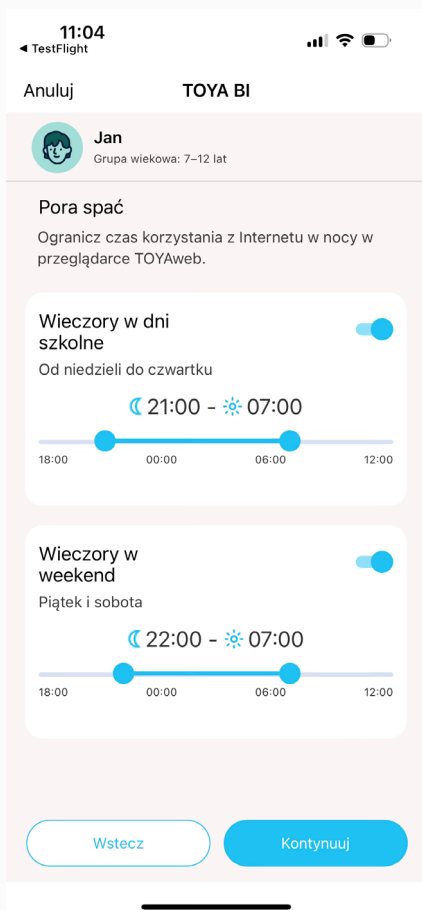 11:04
◀ TestFlight
Anuluj
TOYA BI
Jan
Grupa wiekowa: 7–12 lat
Pora spać
Ogranicz czas korzystania z Internetu w nocy w
przeglądarce TOYAweb.
Wieczory w dni
szkolne
Od niedzieli do czwartku
21:00 - 07:00
18:00 00:00 06:00 12:00
Wieczory w
weekend
Piątek i sobota
22:00 - 07:00
18:00 00:00 06:00 12:00
Wstecz
Kontynuuj